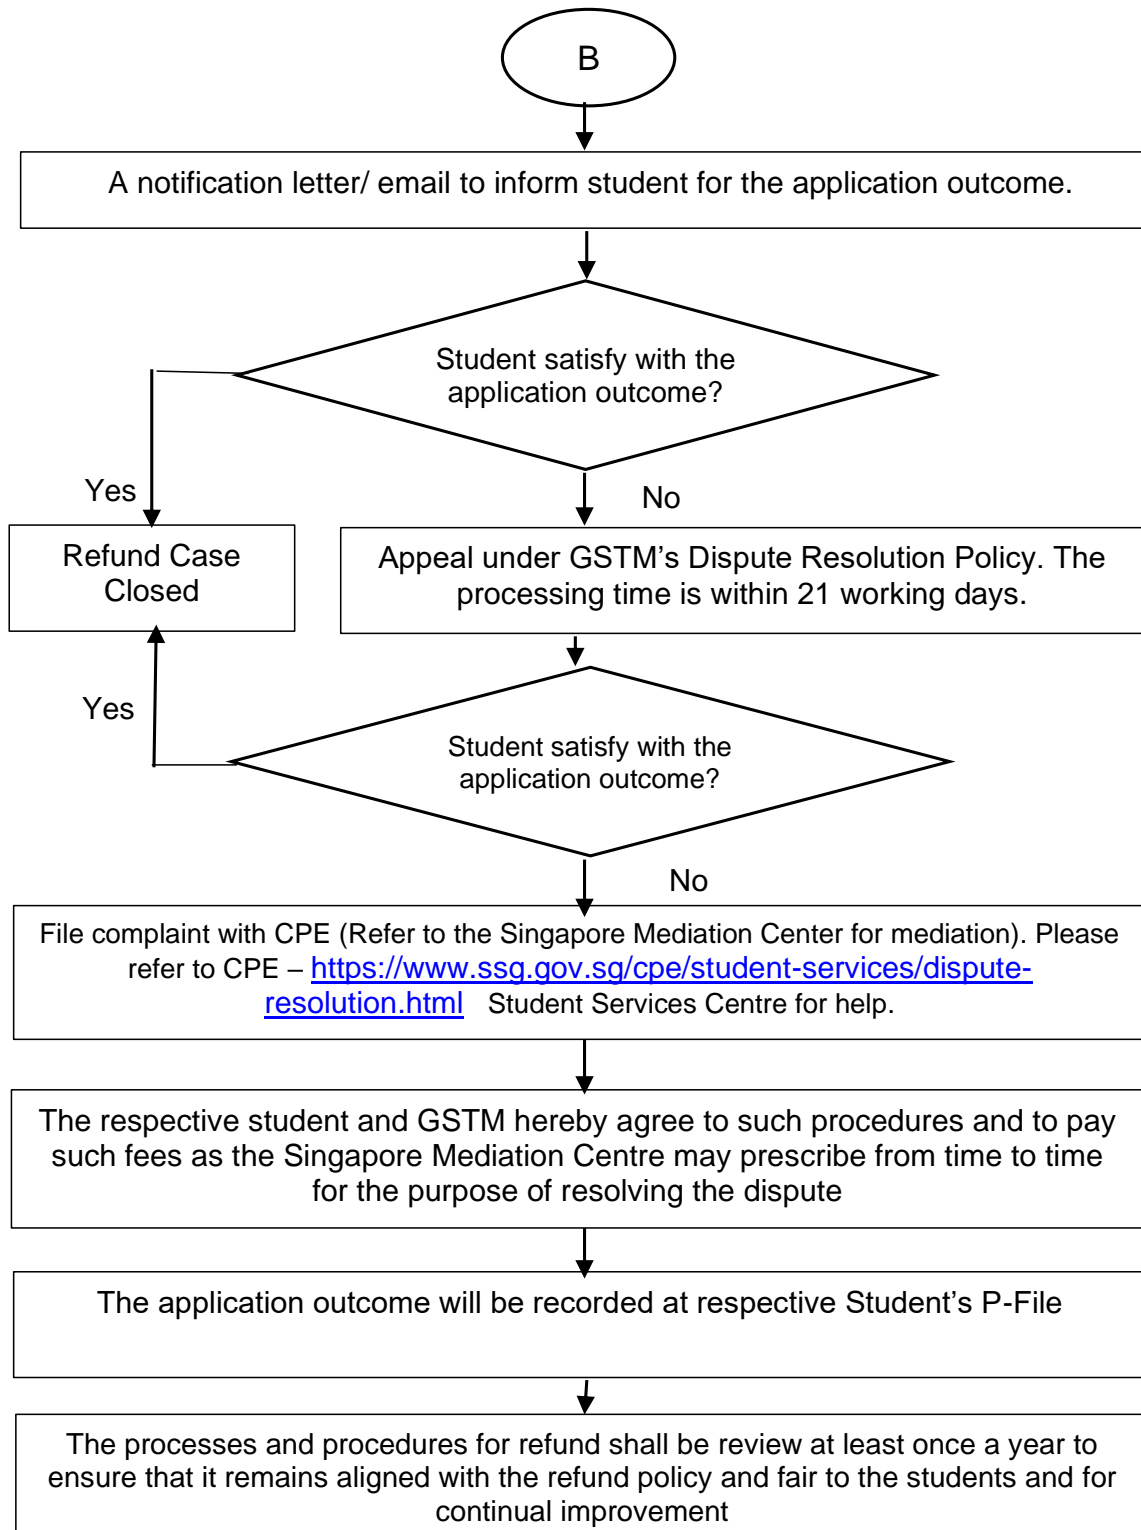 B
A notification letter/ email to inform student for the application outcome.
Student satisfy with the
application outcome?
Yes
No
Refund Case
Closed
Appeal under GSTM’s Dispute Resolution Policy. The
processing time is within 21 working days.
Yes
Student satisfy with the
application outcome?
No
File complaint with CPE (Refer to the Singapore Mediation Center for mediation). Please
refer to CPE – https://www.ssg.gov.sg/cpe/student-services/dispute-
resolution.html Student Services Centre for help.
The respective student and GSTM hereby agree to such procedures and to pay
such fees as the Singapore Mediation Centre may prescribe from time to time
for the purpose of resolving the dispute
The application outcome will be recorded at respective Student’s P-File
The processes and procedures for refund shall be review at least once a year to
ensure that it remains aligned with the refund policy and fair to the students and for
continual improvement